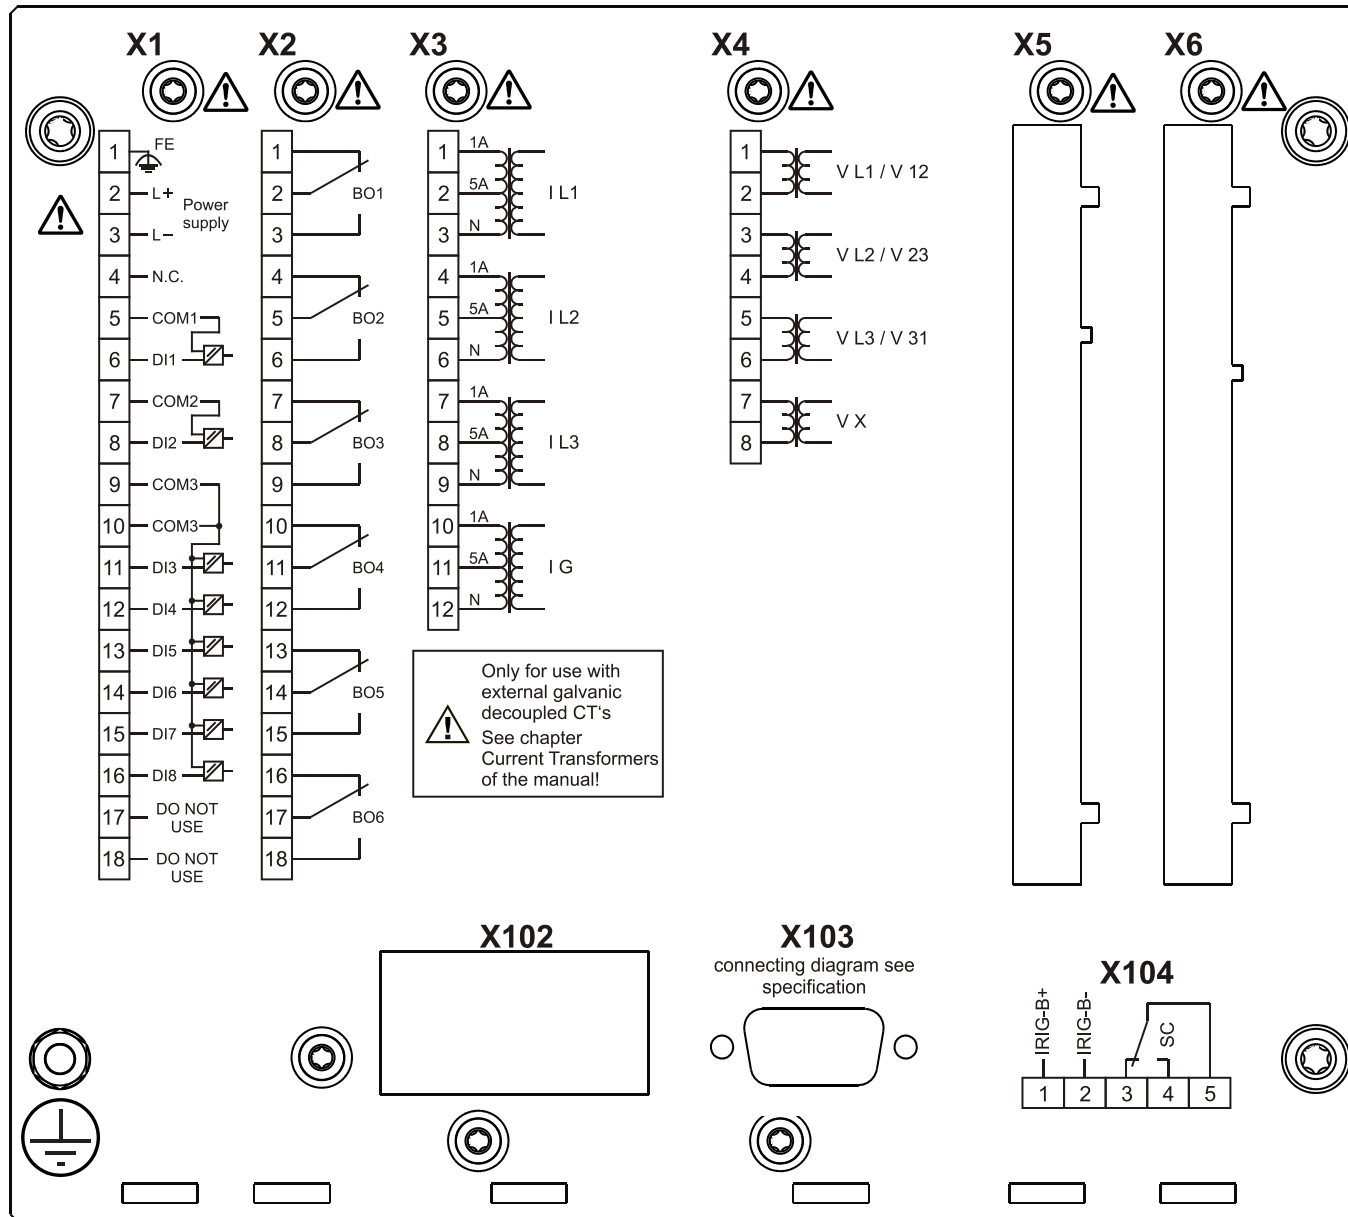 X1
X2
X3
X4
X5
X6
1 FE
2 L+
Power
supply
3 L–
4 N.C.
5 COM1
6 DI1
7 COM2
8 DI2
9 COM3
10 COM3
11 DI3
12 DI4
13 DI5
14 DI6
15 DI7
16 DI8
17 DO NOT
USE
18 DO NOT
USE
1
2 BO1
3
4
5 BO2
6
7
8 BO3
9
10
11 BO4
12
13
14 BO5
15
16
17 BO6
18
1 1A
2 5A I L1
3 N
4 1A
5 5A I L2
6 N
7 1A
8 5A I L3
9 N
10 1A
11 5A I G
12 N
Only for use with
external galvanic
decoupled CT‘s
See chapter
Current Transformers
of the manual!
1
V L1 / V 12
2
3
V L2 / V 23
4
5
V L3 / V 31
6
7
V X
8
X102
X103
connecting diagram see
specification
X104
IRIG-B+
IRIG-B-
SC
1 2 3 4 5